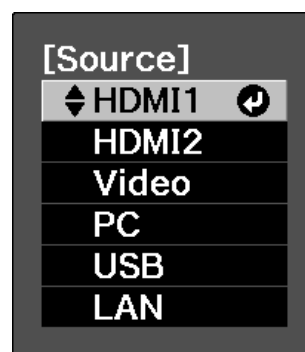 [Source]
HDMI1
HDMI2
Video
PC
USB
LAN